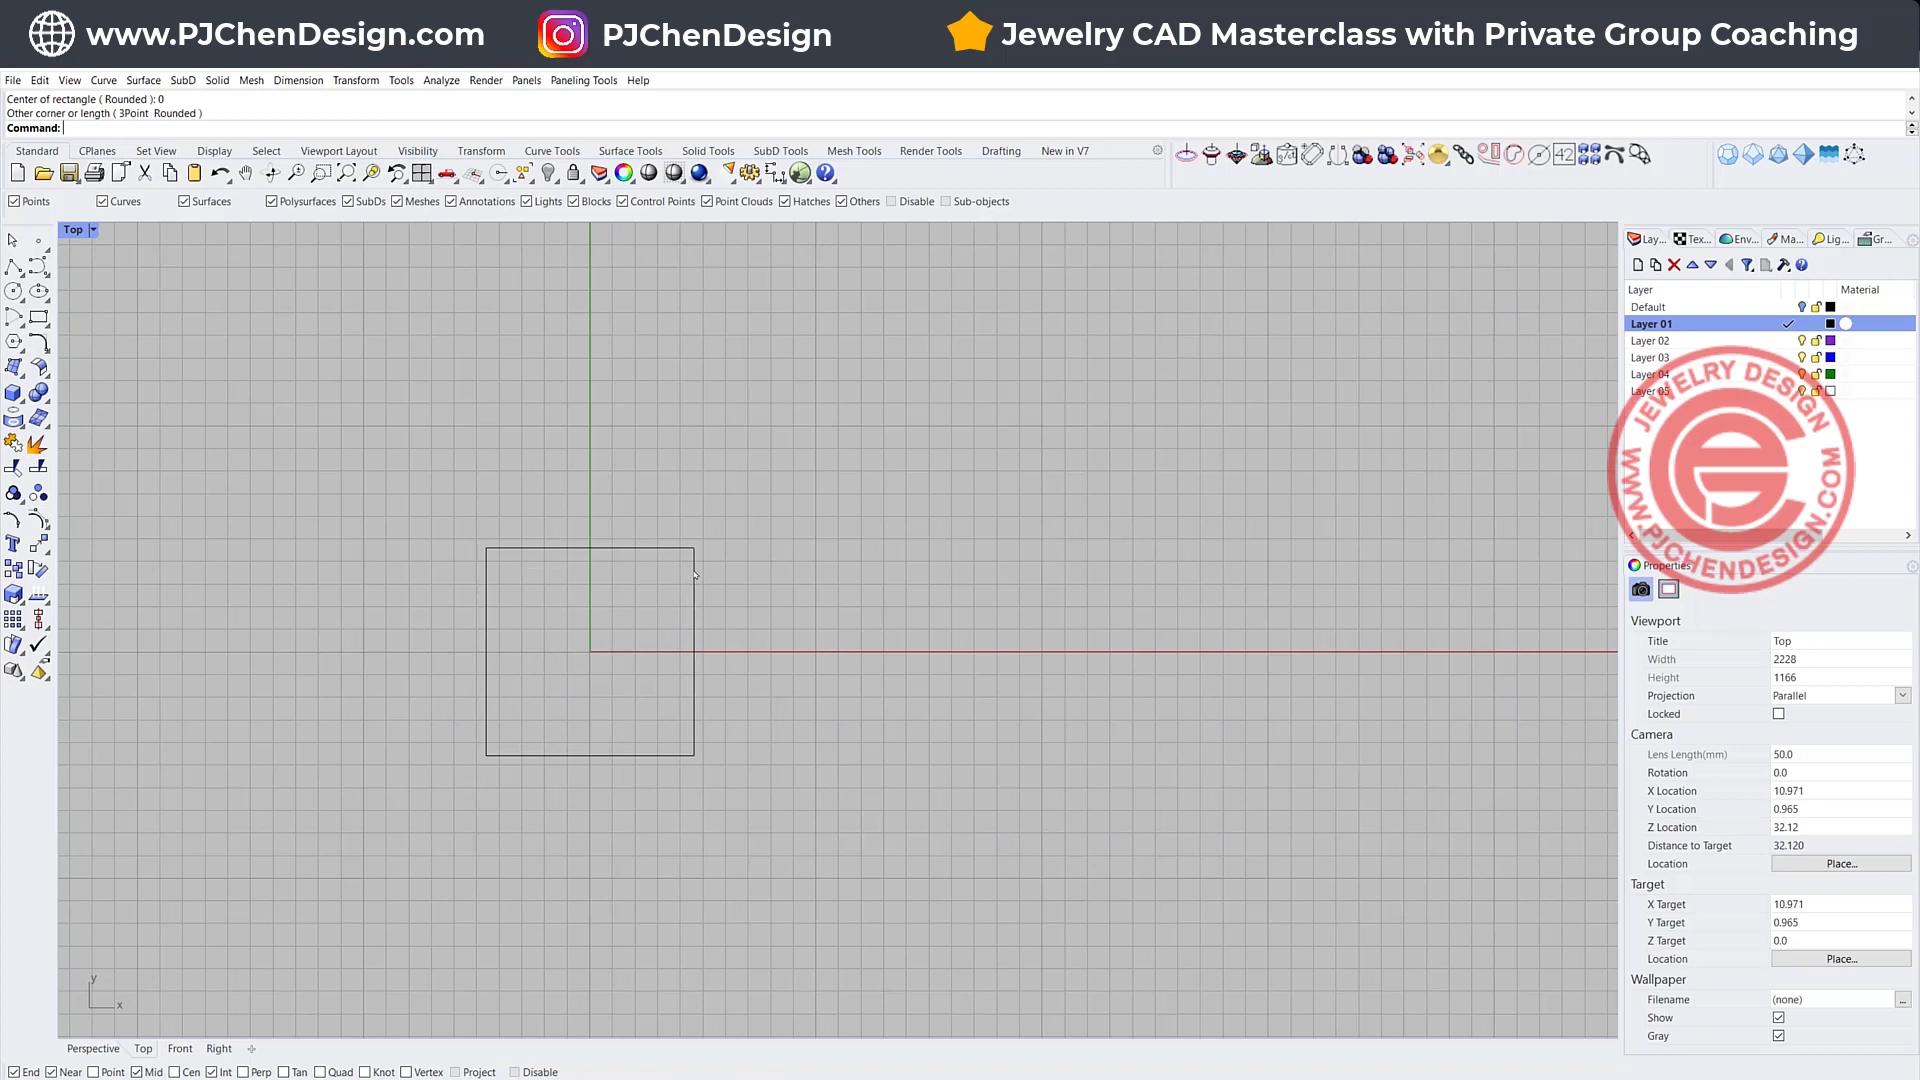 www.PJChenDesign.com PJChenDesign Jewelry CAD Masterclass with Private Group Coaching
File Edit View Curve Surface SubD Solid Mesh Dimension Transform Tools Analyze Render Panels Paneling Tools Help
Center of rectangle ( Rounded ): 0
Other corner or length ( 3Point Rounded )
Command:
Standard CPlanes Set View Display Select Viewport Layout Visibility Transform Curve Tools Surface Tools Solid Tools SubD Tools Mesh Tools Render Tools Drafting New in V7
Points Curves Surfaces Polysurfaces SubDs Meshes Annotations Lights Blocks Control Points Point Clouds Hatches Others Disable Sub-objects
Top
Lay... Tex... Env... Ma... Lig... Gr...
Layer Material
Default
Layer 01
Layer 02
Layer 03
Layer 04
Layer 05
JEWELRY DESIGN
WWW.PJCHENDESIGN.COM
Properties
Viewport
Title Top
Width 2228
Height 1166
Projection Parallel
Locked
Camera
Lens Length(mm) 50.0
Rotation 0.0
X Location 10.971
Y Location 0.965
Z Location 32.12
Distance to Target 32.120
Location Place...
Target
X Target 10.971
Y Target 0.965
Z Target 0.0
Location Place...
Wallpaper
Filename (none) ...
Show
Gray
y
x
Perspective Top Front Right
End Near Point Mid Cen Int Perp Tan Quad Knot Vertex Project Disable